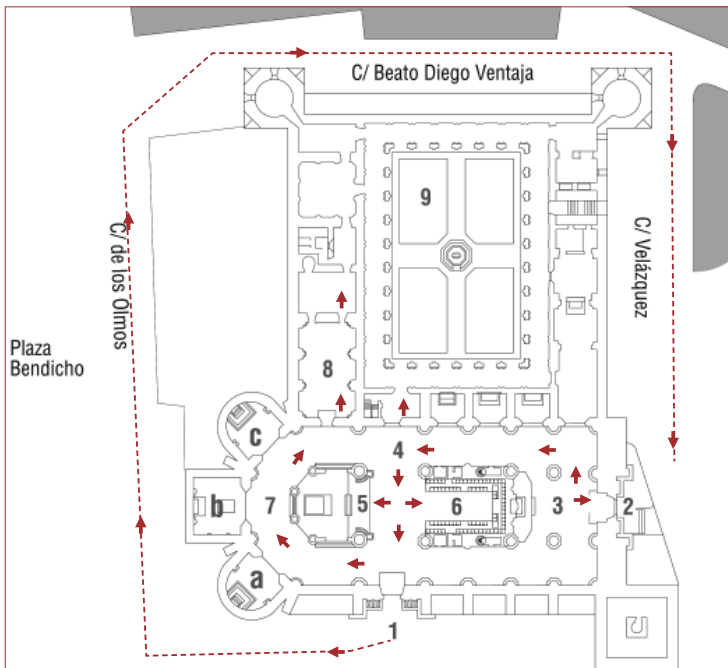 C/ Beato Diego Ventaja
9
C/ de los Olmos
C/ Velázquez
Plaza
Bendicho
8
c
4
b
7
5
6
3
2
a
1